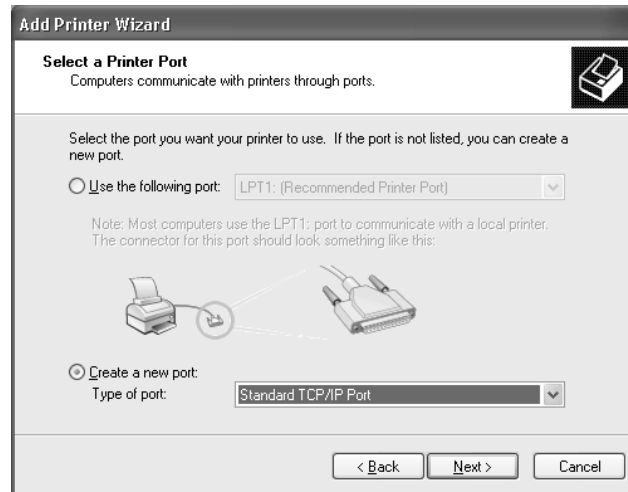 Add Printer Wizard
Select a Printer Port
Computers communicate with printers through ports.
Select the port you want your printer to use. If the port is not listed, you can create a
new port.
Use the following port: LPT1: (Recommended Printer Port)
Note: Most computers use the LPT1: port to communicate with a local printer.
The connector for this port should look something like this:
Create a new port:
Type of port: Standard TCP/IP Port
< Back Next > Cancel